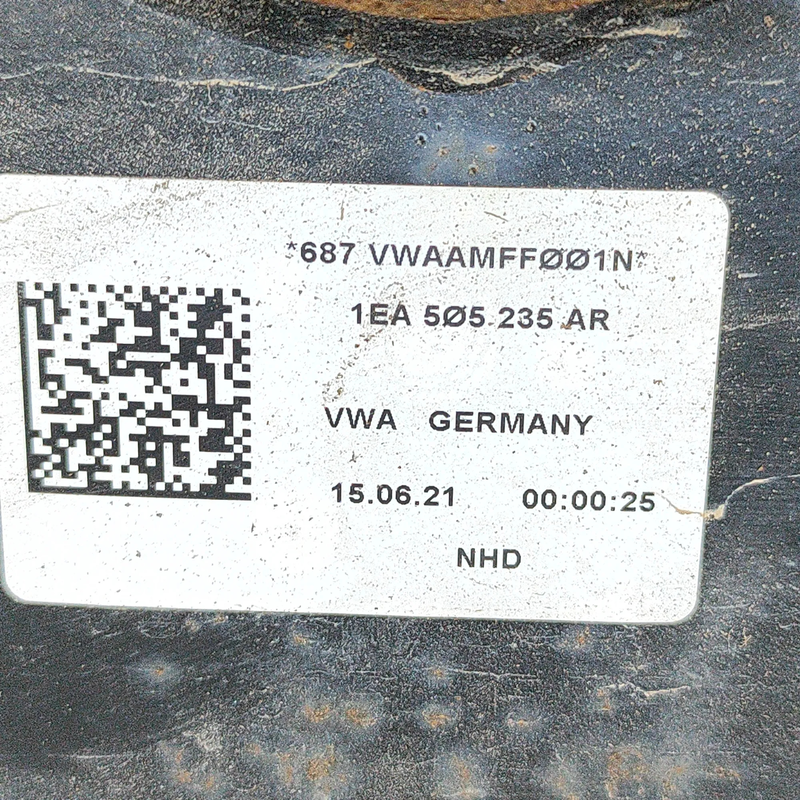 *687 VWAAMFFØØ1N*
1EA 5Ø5 235 AR
VWA GERMANY
15.06.21 00:00:25
NHD